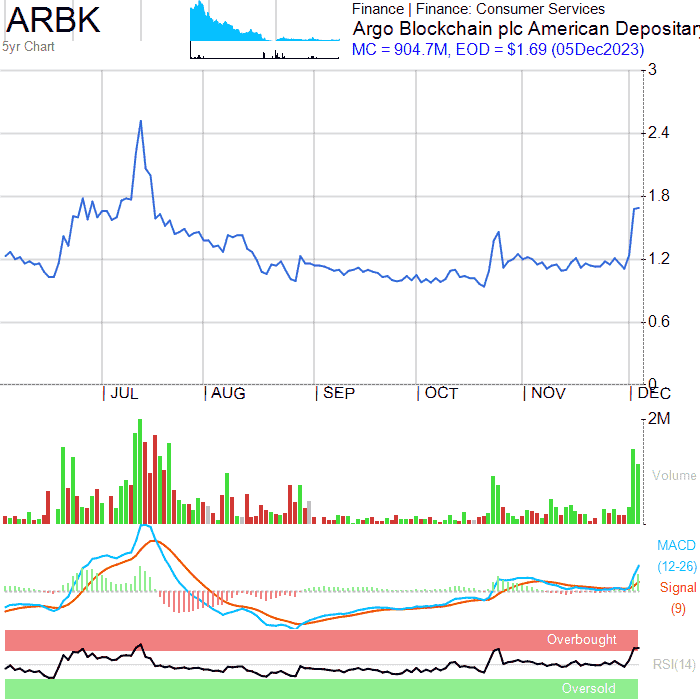 ARBK
5yr Chart
Finance | Finance: Consumer Services
Argo Blockchain plc American Depositary
MC = 904.7M, EOD = $1.69 (05Dec2023)
3
2.4
1.8
1.2
0.6
0
JUL AUG SEP OCT NOV DEC
2M
Volume
MACD
(12-26)
Signal
(9)
Overbought
RSI(14)
Oversold